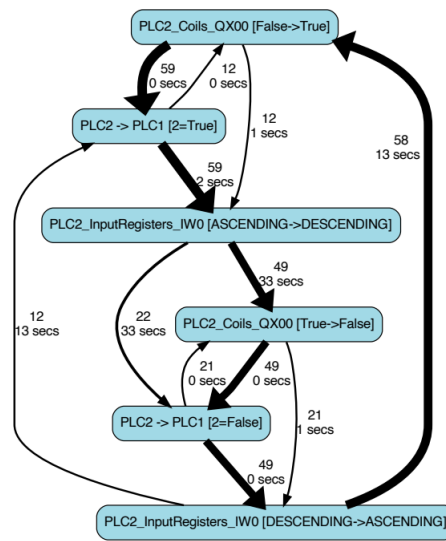 PLC2_Coils_QX00 [False->True]
59
0 secs
12
0 secs
12
1 secs
58
13 secs
PLC2 -> PLC1 [2=True]
59
2 secs
PLC2_InputRegisters_IW0 [ASCENDING->DESCENDING]
49
33 secs
12
13 secs
22
33 secs
PLC2_Coils_QX00 [True->False]
21
0 secs
49
0 secs
21
1 secs
PLC2 -> PLC1 [2=False]
49
0 secs
PLC2_InputRegisters_IW0 [DESCENDING->ASCENDING]